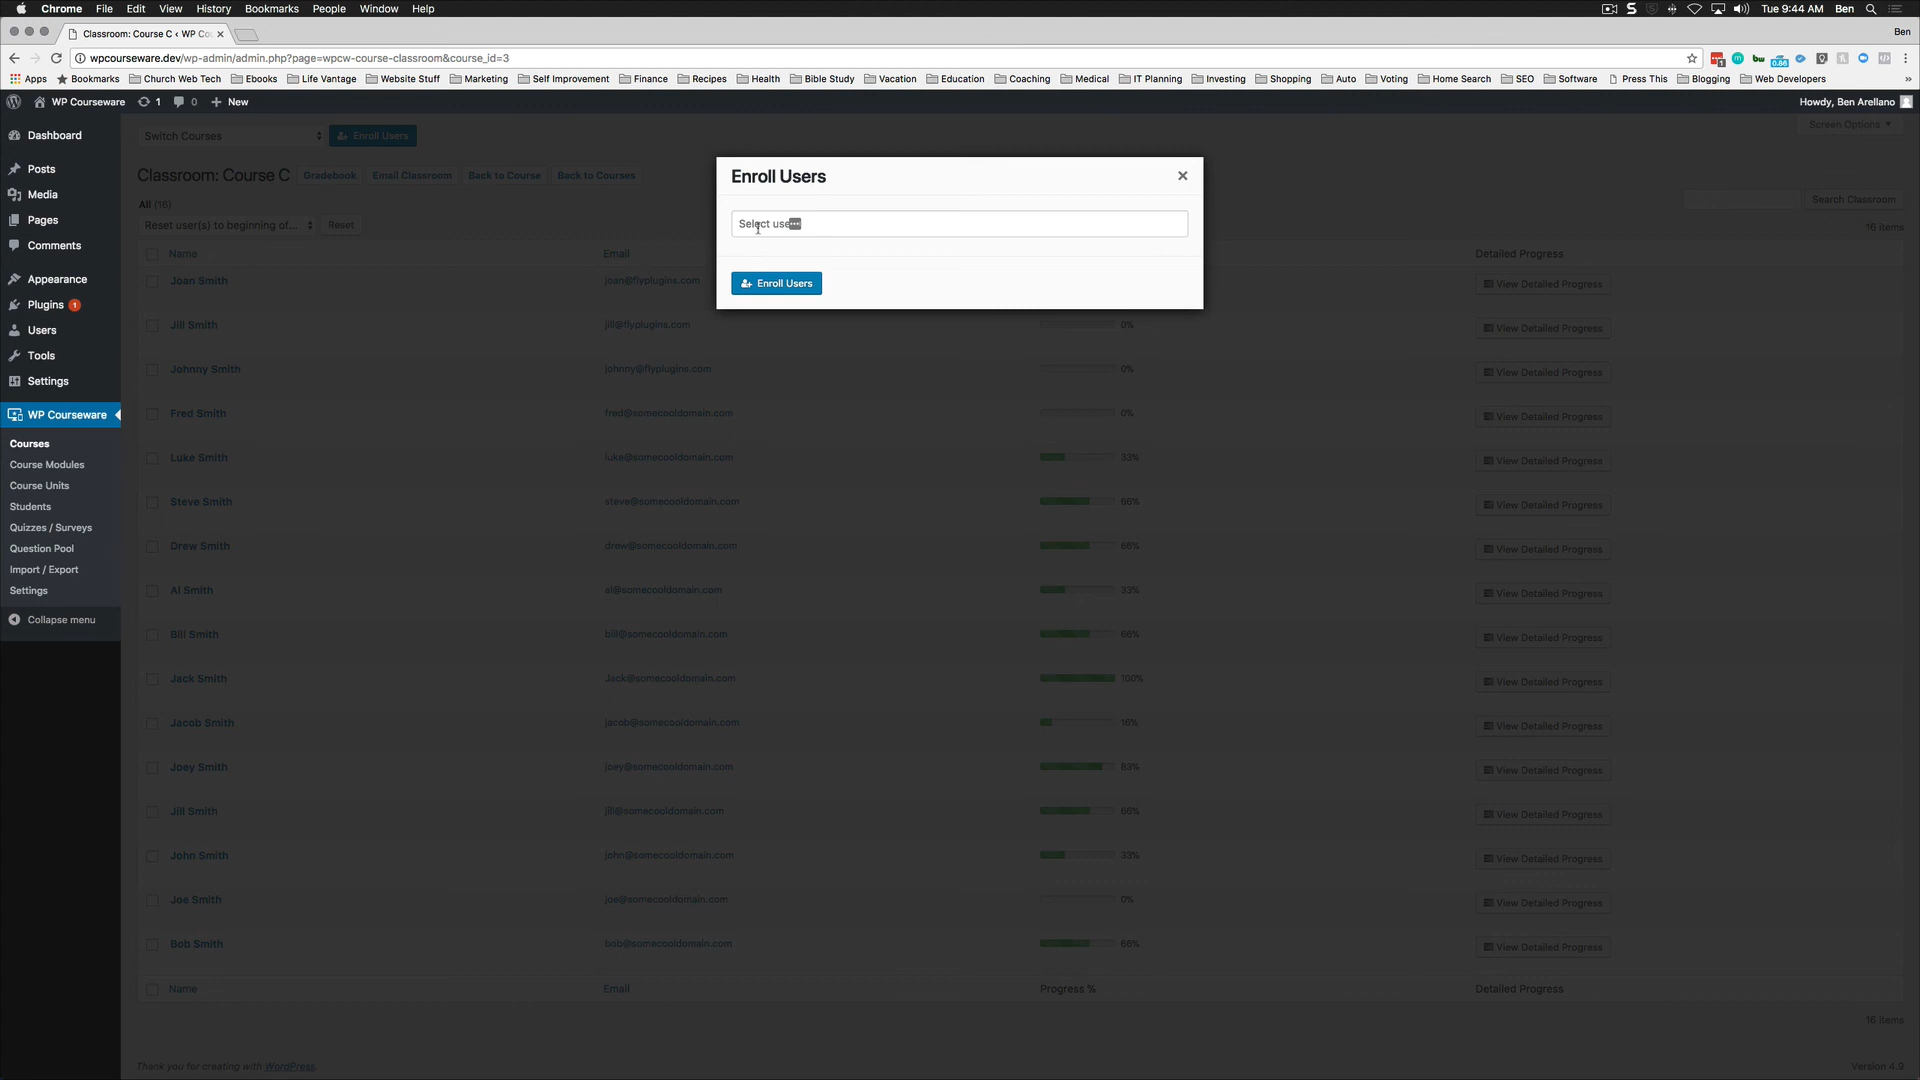 Chrome File Edit View History Bookmarks People Window Help
Tue 9:44 AM Ben
Classroom: Course C ‹ WP Co
Ben
wpcourseware.dev/wp-admin/admin.php?page=wpcw-course-classroom&course_id=3
Apps Bookmarks Church Web Tech Ebooks Life Vantage Website Stuff Marketing Self Improvement Finance Recipes Health Bible Study Vacation Education Coaching Medical IT Planning Investing Shopping Auto Voting Home Search SEO Software Press This Blogging Web Developers
WP Courseware 1 0 New
Howdy, Ben Arellano
Dashboard
Posts
Media
Pages
Comments
Appearance
Plugins 1
Users
Tools
Settings
WP Courseware
Courses
Course Modules
Course Units
Students
Quizzes / Surveys
Question Pool
Import / Export
Settings
Collapse menu
Switch Courses Enroll Users
Screen Options
Classroom: Course C Gradebook Email Classroom Back to Course Back to Courses
All (16)
Search Classroom
Reset user(s) to beginning of... Reset
16 items
Enroll Users
Select use
Enroll Users
Name Email Detailed Progress
Joan Smith joan@flyplugins.com View Detailed Progress
Jill Smith jill@flyplugins.com 0% View Detailed Progress
Johnny Smith johnny@flyplugins.com 0% View Detailed Progress
Fred Smith fred@somecooldomain.com 0% View Detailed Progress
Luke Smith luke@somecooldomain.com 33% View Detailed Progress
Steve Smith steve@somecooldomain.com 66% View Detailed Progress
Drew Smith drew@somecooldomain.com 66% View Detailed Progress
Al Smith al@somecooldomain.com 33% View Detailed Progress
Bill Smith bill@somecooldomain.com 66% View Detailed Progress
Jack Smith Jack@somecooldomain.com 100% View Detailed Progress
Jacob Smith jacob@somecooldomain.com 16% View Detailed Progress
Joey Smith joey@somecooldomain.com 83% View Detailed Progress
Jill Smith jill@somecooldomain.com 66% View Detailed Progress
John Smith john@somecooldomain.com 33% View Detailed Progress
Joe Smith joe@somecooldomain.com 0% View Detailed Progress
Bob Smith bob@somecooldomain.com 66% View Detailed Progress
Name Email Progress % Detailed Progress
16 items
Thank you for creating with WordPress.
Version 4.9